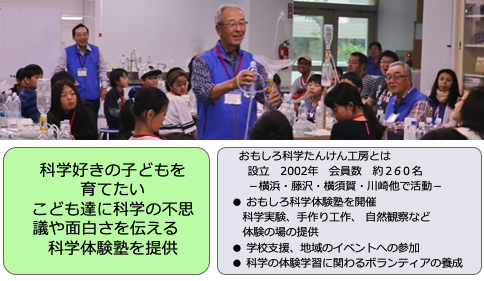 科学好きの子どもを
育てたい
こども達に科学の不思
議や面白さを伝える
科学体験塾を提供
おもしろ科学たんけん工房とは
設立 2002年 会員数 約２６０名
－横浜・藤沢・横須賀・川崎他で活動－
● おもしろ科学体験塾を開催
科学実験、手作り工作、自然観察など
体験の場の提供
● 学校支援、地域のイベントへの参加
● 科学の体験学習に関わるボランティアの養成